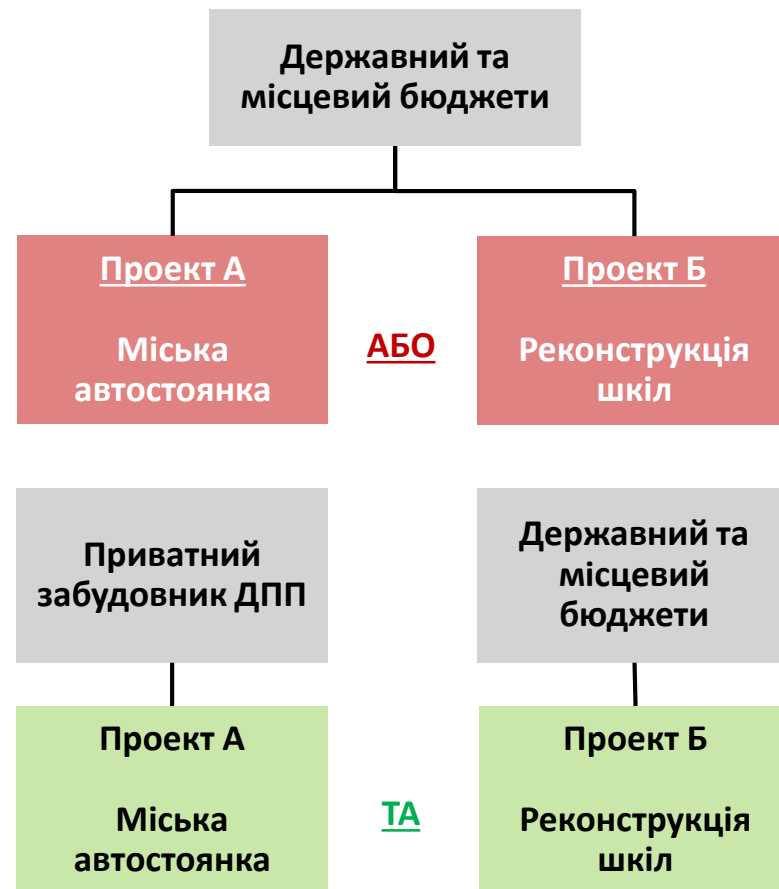 Державний та
місцевий бюджети
Проект А
Міська
автостоянка
АБО
Проект Б
Реконструкція
шкіл
Приватний
забудовник ДПП
Державний та
місцевий
бюджети
Проект А
Міська
автостоянка
ТА
Проект Б
Реконструкція
шкіл